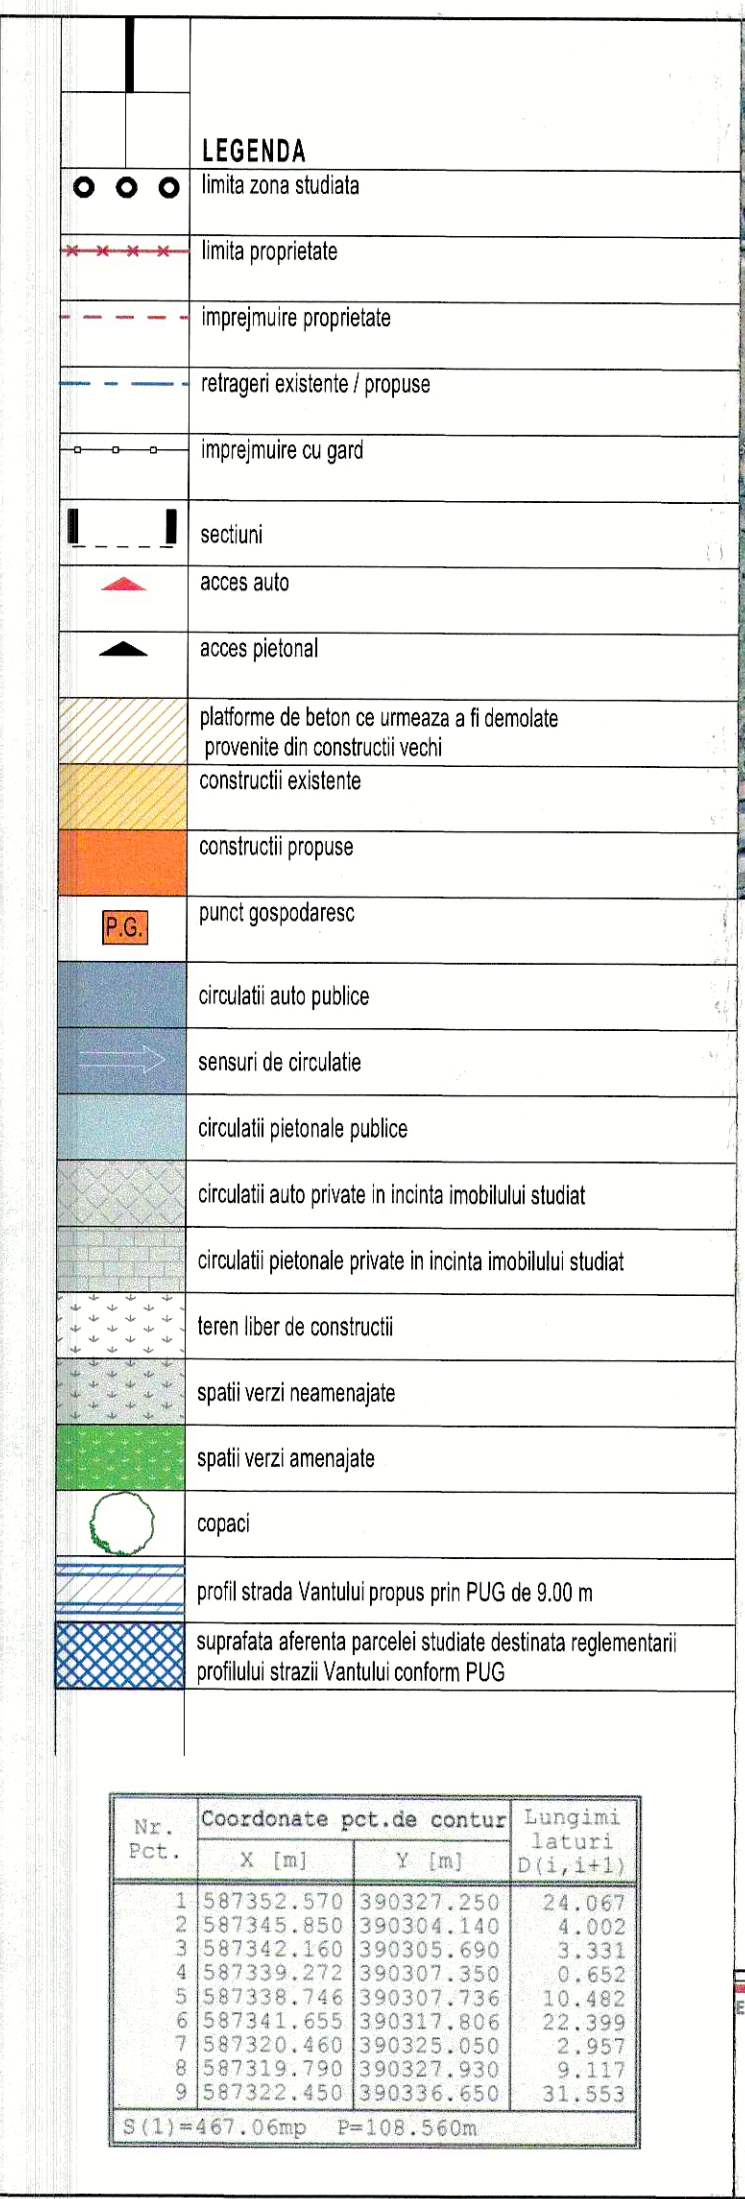 LEGENDA
limita zona studiata
limita proprietate
imprejmuire proprietate
retrageri existente / propuse
imprejmuire cu gard
sectiuni
acces auto
acces pietonal
platforme de beton ce urmeaza a fi demolate
provenite din constructii vechi
constructii existente
constructii propuse
P.G. punct gospodaresc
circulatii auto publice
sensuri de circulatie
circulatii pietonale publice
circulatii auto private in incinta imobilului studiat
circulatii pietonale private in incinta imobilului studiat
teren liber de constructii
spatii verzi neamenajate
spatii verzi amenajate
copaci
profil strada Vantului propus prin PUG de 9.00 m
suprafata aferenta parcelei studiate destinata reglementarii
profilului strazii Vantului conform PUG
Nr. Pct. Coordonate pct.de contur Lungimi laturi D(i,i+1)
X [m] Y [m]
1 587352.570 390327.250 24.067
2 587345.850 390304.140 4.002
3 587342.160 390305.690 3.331
4 587339.272 390307.350 0.652
5 587338.746 390307.736 10.482
6 587341.655 390317.806 22.399
7 587320.460 390325.050 2.957
8 587319.790 390327.930 9.117
9 587322.450 390336.650 31.553
S(1)=467.06mp P=108.560m
E